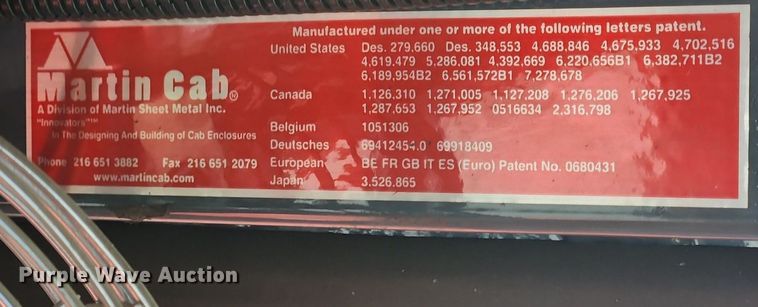 Manufactured under one or more of the following letters patent.
United States Des. 279.660 Des. 348,553 4,688,846 4,675,933 4,702,516
4,619.479 5.286.081 4.392,669 6,220,656B1 6,382,711B2
6,189.954B2 6,561,572B1 7,278,678
Martin Cab®
A Division of Martin Sheet Metal Inc.
"Innovators"™
In The Designing And Building of Cab Enclosures
Phone 216 651 3882 Fax 216 651 2079
www.martincab.com
Canada 1,126.310 1,271,005 1,127,208 1,276,206 1,267,925
1,287,653 1,267,952 0516634 2,316,798
Belgium 1051306
Deutsches 69412454.0 69918409
European BE FR GB IT ES (Euro) Patent No. 0680431
Japan 3.526.865
Purple Wave Auction